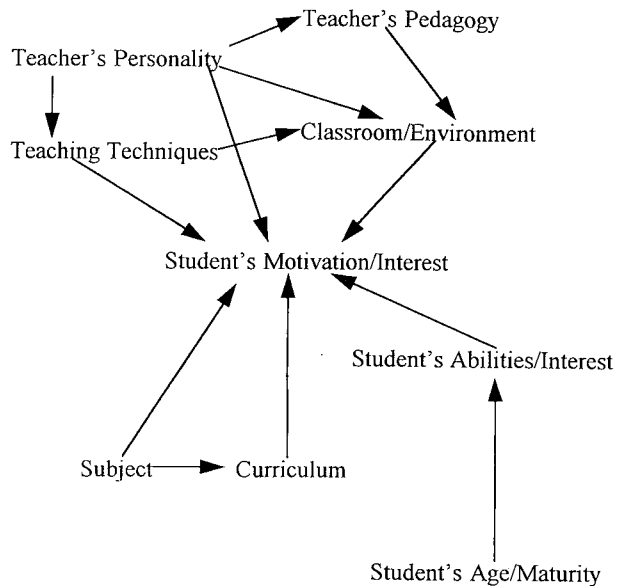 Teacher's Pedagogy
Teacher's Personality
Classroom/Environment
Teaching Techniques
Student's Motivation/Interest
Student's Abilities/Interest
Subject
Curriculum
Student's Age/Maturity